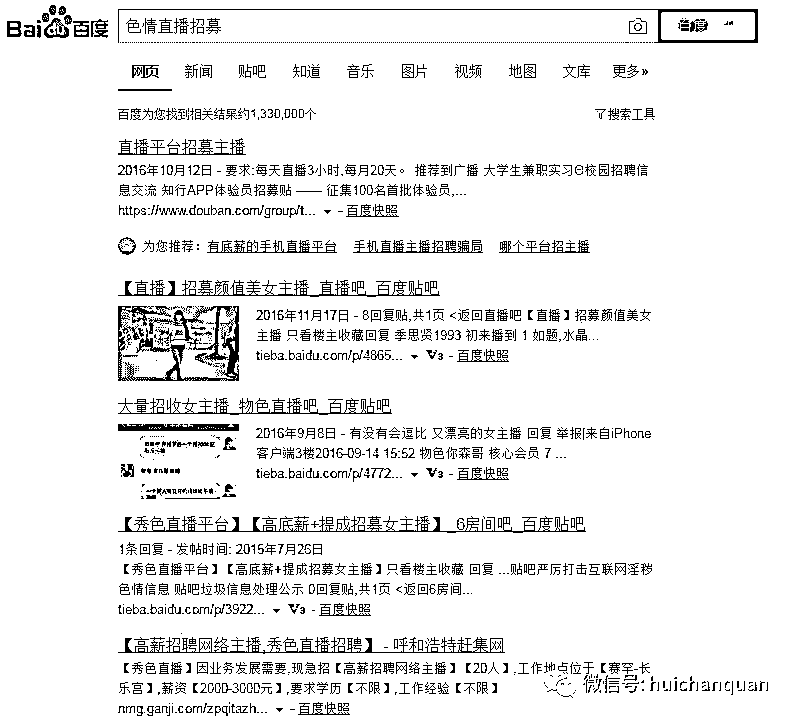 Bai百度
色情直播招募
网页 新闻 贴吧 知道 音乐 图片 视频 地图 文库 更多»
百度为您找到相关结果约1,330,000个 搜索工具
直播平台招募主播
2016年10月12日 - 要求:每天直播3小时,每月20天。 推荐到广播 大学生兼职实习⊙校园招聘信
息交流 知行APP体验员招募贴 —— 征集100名首批体验员,...
https://www.douban.com/group/t... - 百度快照
为您推荐: 有底薪的手机直播平台 手机直播主播招聘骗局 哪个平台招主播
【直播】招募颜值美女主播_直播吧_百度贴吧
2016年11月17日 - 8回复贴,共1页 <返回直播吧【直播】招募颜值美女
主播 只看楼主收藏回复 季思贤1993 初来播到 1 如题,水晶...
tieba.baidu.com/p/4865... V3 - 百度快照
大量招收女主播_物色直播吧_百度贴吧
2016年9月8日 - 有没有会逗比 又漂亮的女主播 回复 举报|来自iPhone
客户端3楼2016-09-14 15:52 物色你森哥 核心会员 7 ...
tieba.baidu.com/p/4772... V3 - 百度快照
【秀色直播平台】【高底薪+提成招募女主播】_6房间吧_百度贴吧
1条回复 - 发帖时间: 2015年7月26日
【秀色直播平台】【高底薪+提成招募女主播】只看楼主收藏 回复 ...贴吧严厉打击互联网淫秽
色情信息 贴吧垃圾信息处理公示 0回复贴,共1页 <返回6房间...
tieba.baidu.com/p/3922... V3 - 百度快照
【高薪招聘网络主播,秀色直播招聘】 - 呼和浩特赶集网
【秀色直播】因业务发展需要,现急招【高薪招聘网络主播】【20人】,工作地点位于【赛罕-长
乐宫】,薪资【2000-3000元】,要求学历【不限】,工作经验【不限】
nmg.ganji.com/zpqitazh... - 百度快照
微信号: huichanquan